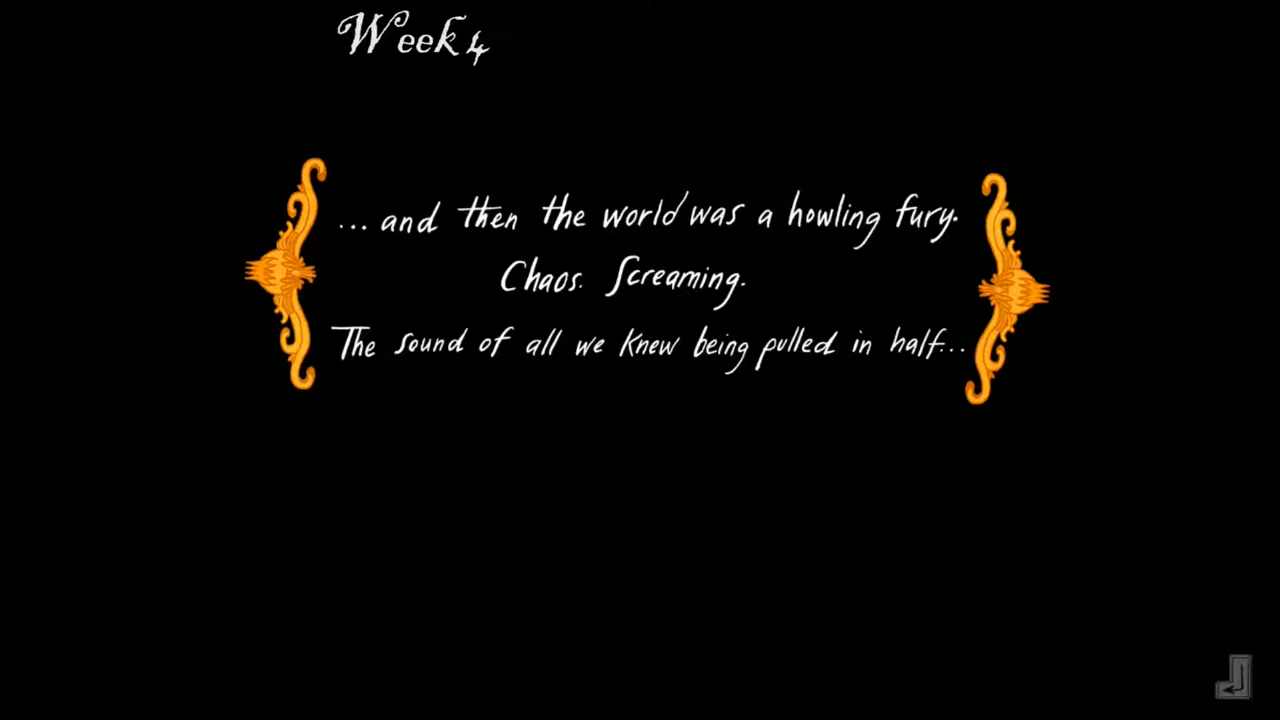 Week 4
...and then the world was a howling fury.
Chaos. Screaming.
The sound of all we knew being pulled in half...